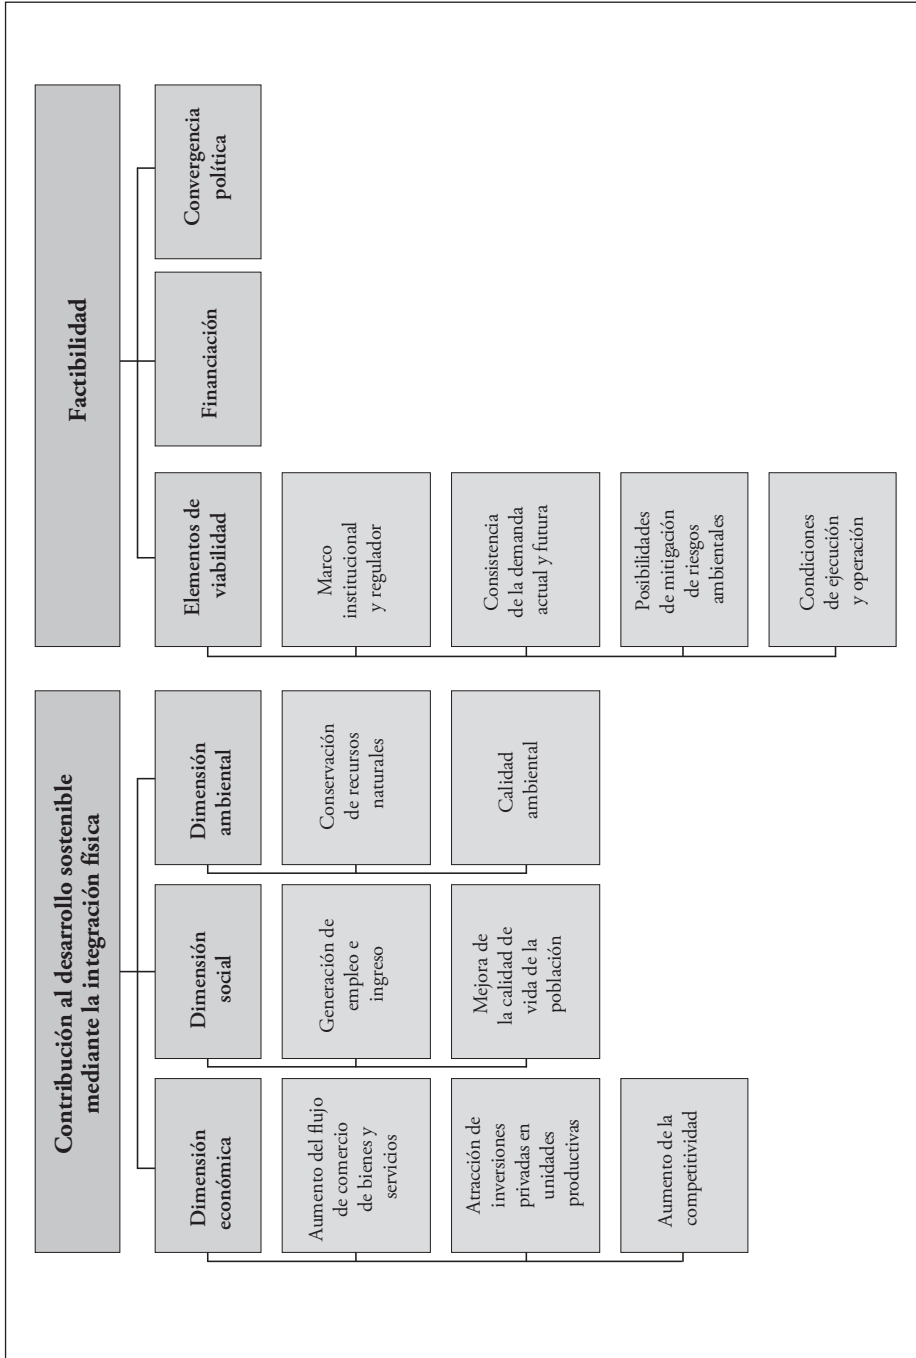 Contribución al desarrollo sostenible
mediante la integración física
Dimensión
económica
Aumento del flujo
de comercio
de bienes y
servicios
Atracción de
inversiones
privadas en
unidades
productivas
Aumento de la
competitividad
Dimensión
social
Generación de
empleo e
ingreso
Mejora de
la calidad de
vida de la
población
Dimensión
ambiental
Conservación
de recursos
naturales
Calidad
ambiental
Factibilidad
Elementos de
viabilidad
Marco
institucional
y regulador
Consistencia
de la demanda
actual y futura
Posibilidades
de mitigación
de riesgos
ambientales
Condiciones
de ejecución
y operación
Financiación
Convergencia
política